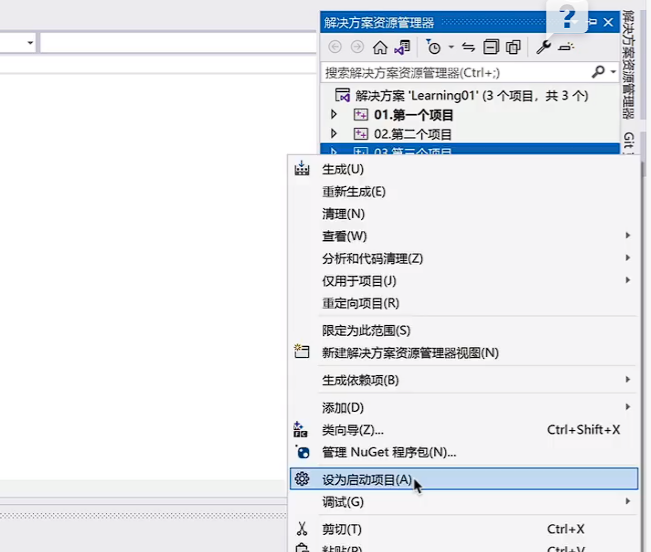 解决方案资源管理器
搜索解决方案资源管理器(Ctrl+;)
解决方案 'Learning01' (3 个项目，共 3 个)
01.第一个项目
02.第二个项目
03.第三个项目
生成(U)
重新生成(E)
清理(N)
查看(W)
分析和代码清理(Z)
仅用于项目(J)
重定向项目(R)
限定为此范围(S)
新建解决方案资源管理器视图(N)
生成依赖项(B)
添加(D)
类向导(Z)... Ctrl+Shift+X
管理 NuGet 程序包(N)...
设为启动项目(A)
调试(G)
剪切(T) Ctrl+X
粘贴(P) Ctrl+V
解决方案资源管理器
Git